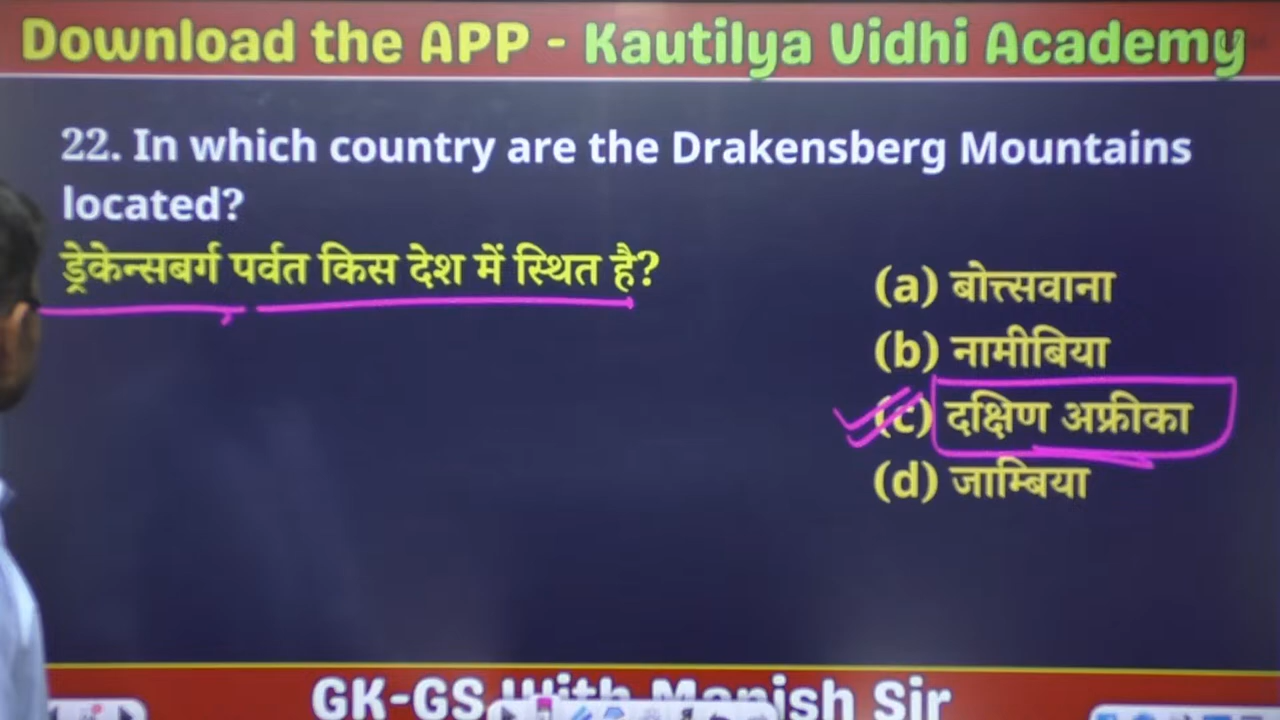 Download the APP - Kautilya Vidhi Academy
22. In which country are the Drakensberg Mountains
located?
ड्रेकेन्सबर्ग पर्वत किस देश में स्थित है?
(a) बोत्सवाना
(b) नामीबिया
(c) दक्षिण अफ्रीका
(d) जाम्बिया
GK-GS With Manish Sir